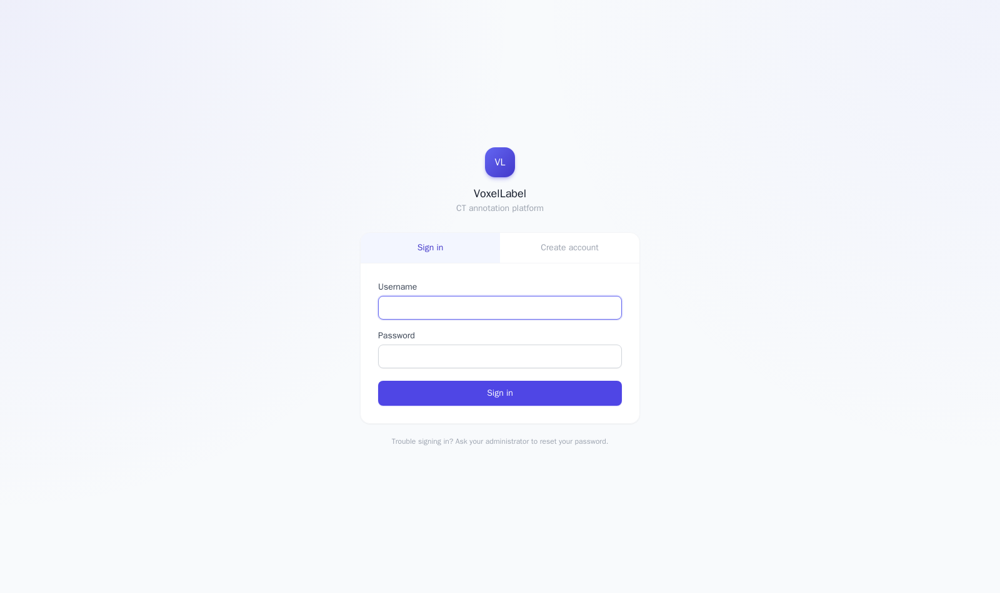 VL
VoxelLabel
CT annotation platform
Sign in
Create account
Username
Password
Sign in
Trouble signing in? Ask your administrator to reset your password.